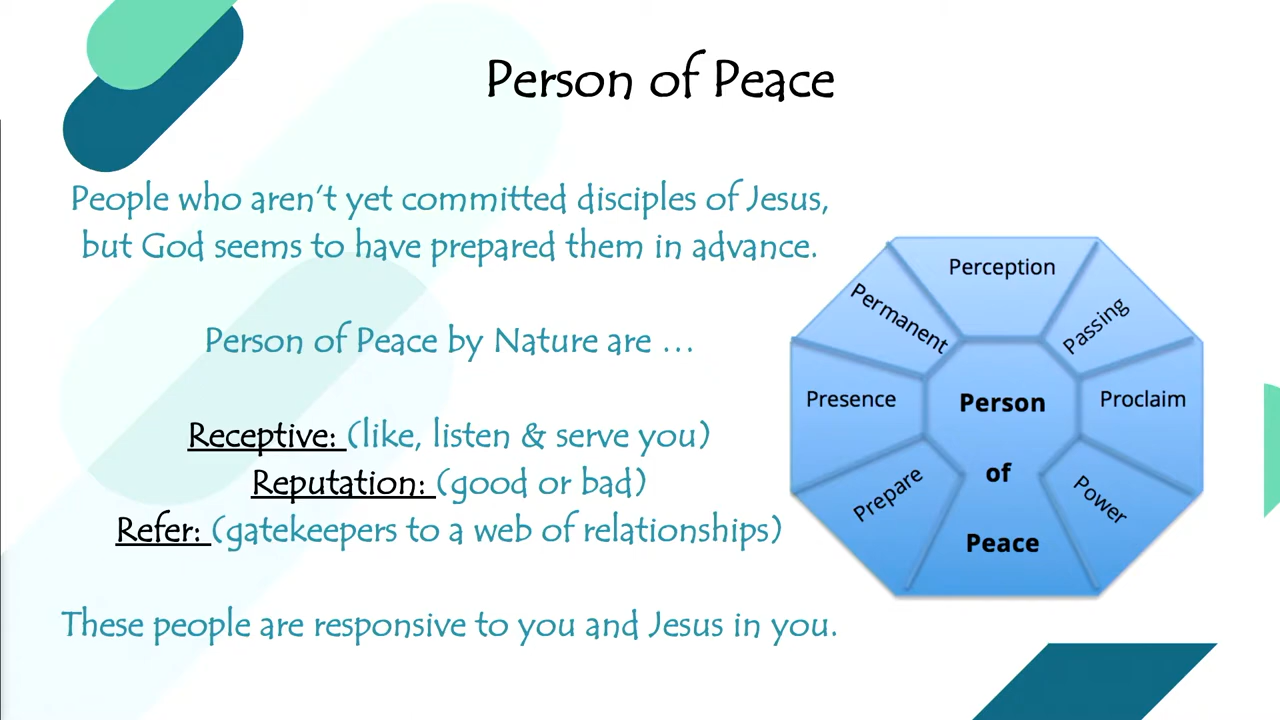 Person of Peace
People who aren't yet committed disciples of Jesus,
but God seems to have prepared them in advance.
Person of Peace by Nature are ...
Receptive: (like, listen & serve you)
Reputation: (good or bad)
Refer: (gatekeepers to a web of relationships)
These people are responsive to you and Jesus in you.
Perception
Permanent
Passing
Presence
Person
Proclaim
of
Prepare
Power
Peace